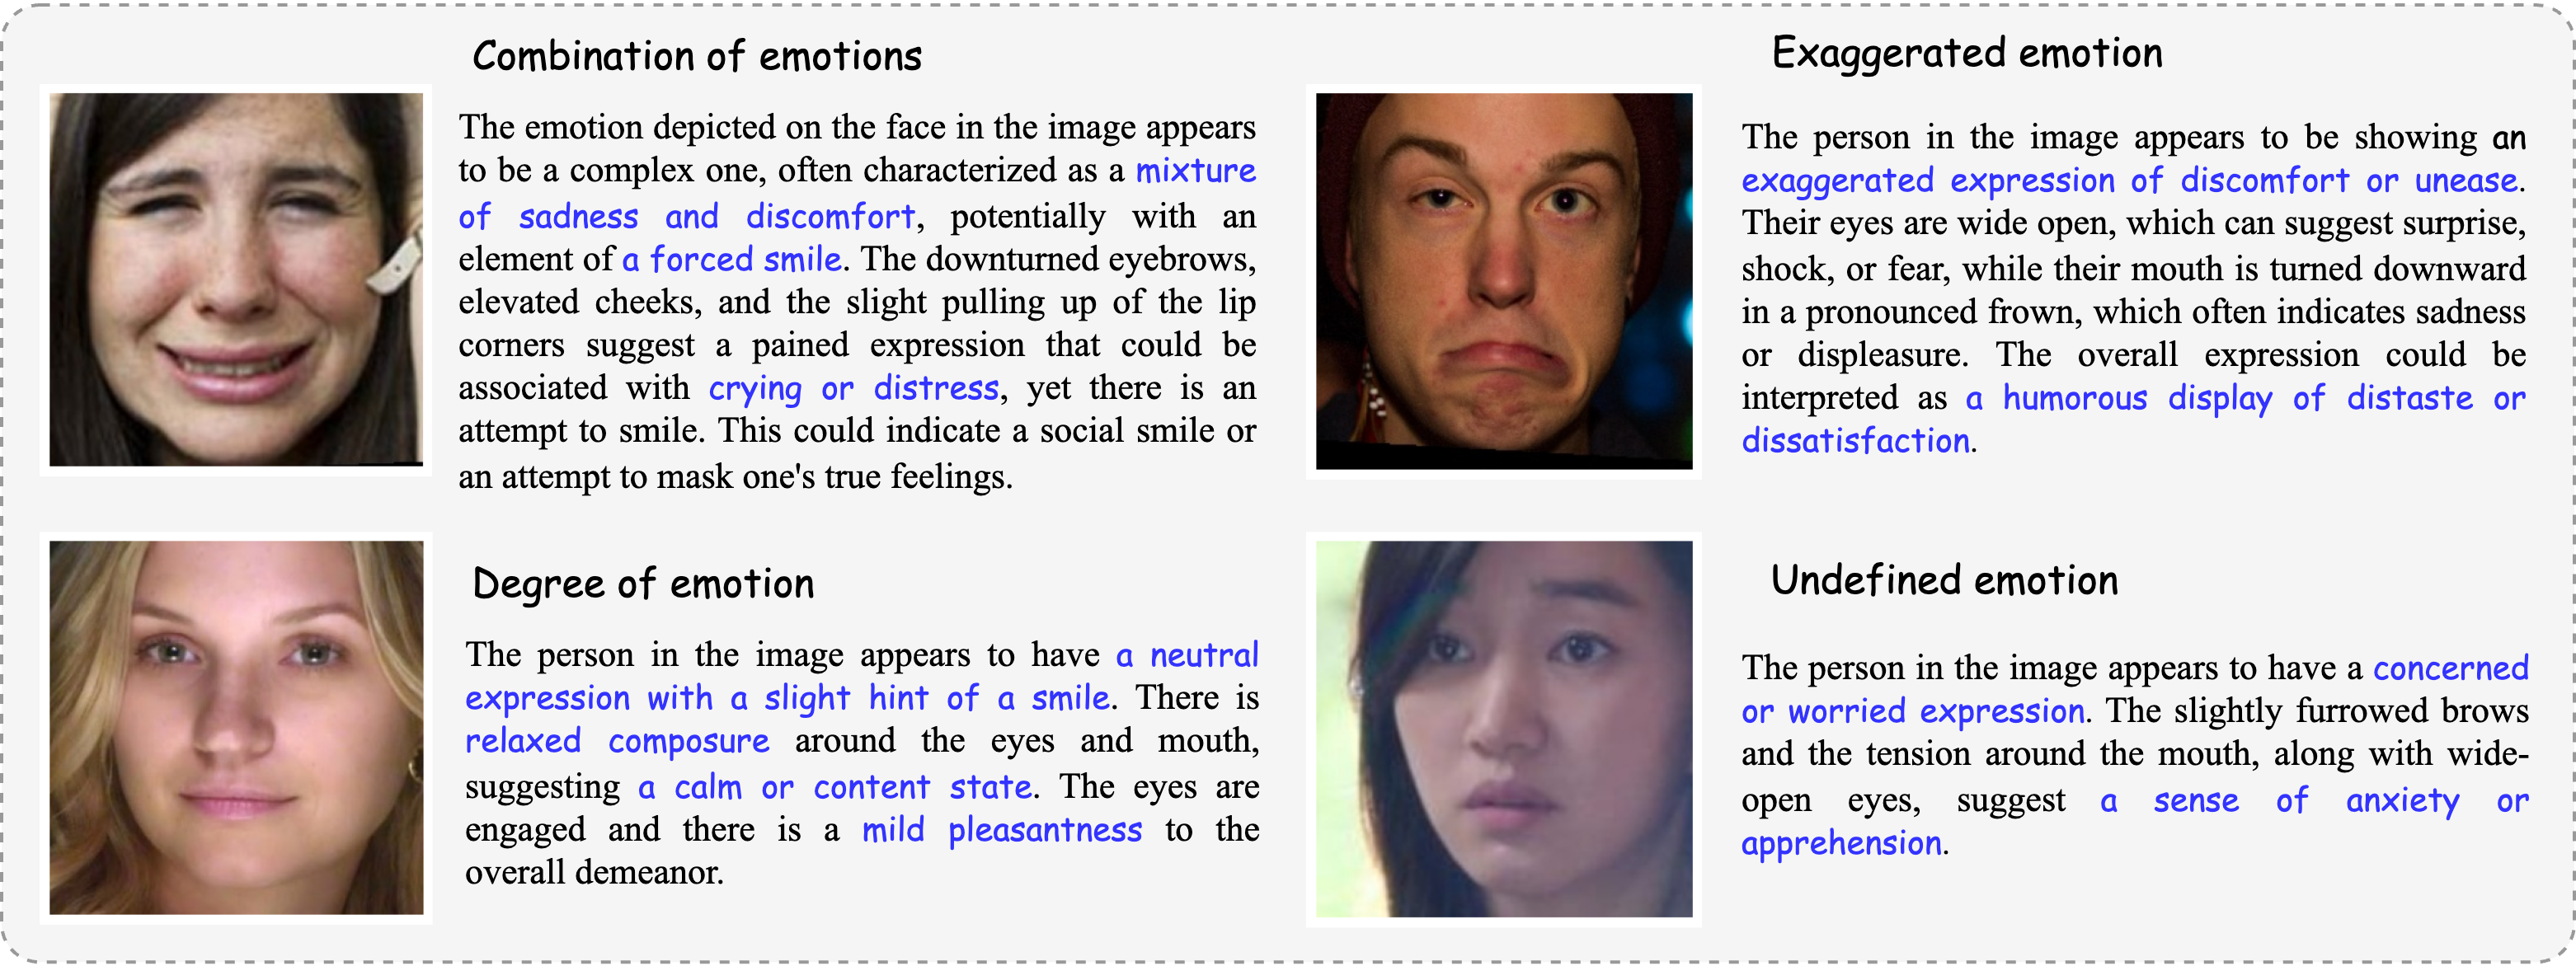 Combination of emotions
The emotion depicted on the face in the image appears
to be a complex one, often characterized as a mixture
of sadness and discomfort, potentially with an
element of a forced smile. The downturned eyebrows,
elevated cheeks, and the slight pulling up of the lip
corners suggest a pained expression that could be
associated with crying or distress, yet there is an
attempt to smile. This could indicate a social smile or
an attempt to mask one's true feelings.
Exaggerated emotion
The person in the image appears to be showing an
exaggerated expression of discomfort or unease.
Their eyes are wide open, which can suggest surprise,
shock, or fear, while their mouth is turned downward
in a pronounced frown, which often indicates sadness
or displeasure. The overall expression could be
interpreted as a humorous display of distaste or
dissatisfaction.
Degree of emotion
The person in the image appears to have a neutral
expression with a slight hint of a smile. There is
relaxed composure around the eyes and mouth,
suggesting a calm or content state. The eyes are
engaged and there is a mild pleasantness to the
overall demeanor.
Undefined emotion
The person in the image appears to have a concerned
or worried expression. The slightly furrowed brows
and the tension around the mouth, along with wide-
open eyes, suggest a sense of anxiety or
apprehension.